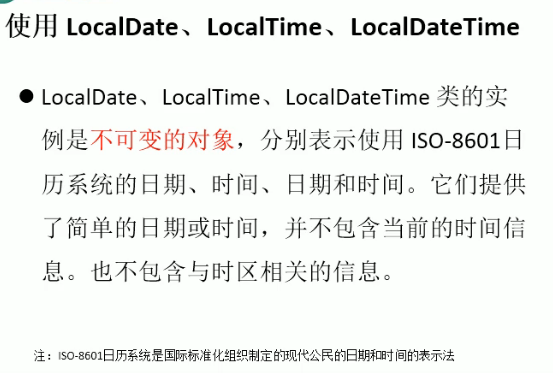 使用 LocalDate、LocalTime、LocalDateTime
● LocalDate、LocalTime、LocalDateTime 类的实
例是不可变的对象，分别表示使用 ISO-8601日
历系统的日期、时间、日期和时间。它们提供
了简单的日期或时间，并不包含当前的时间信
息。也不包含与时区相关的信息。
注：ISO-8601日历系统是国际标准化组织制定的现代公民的日期和时间的表示法